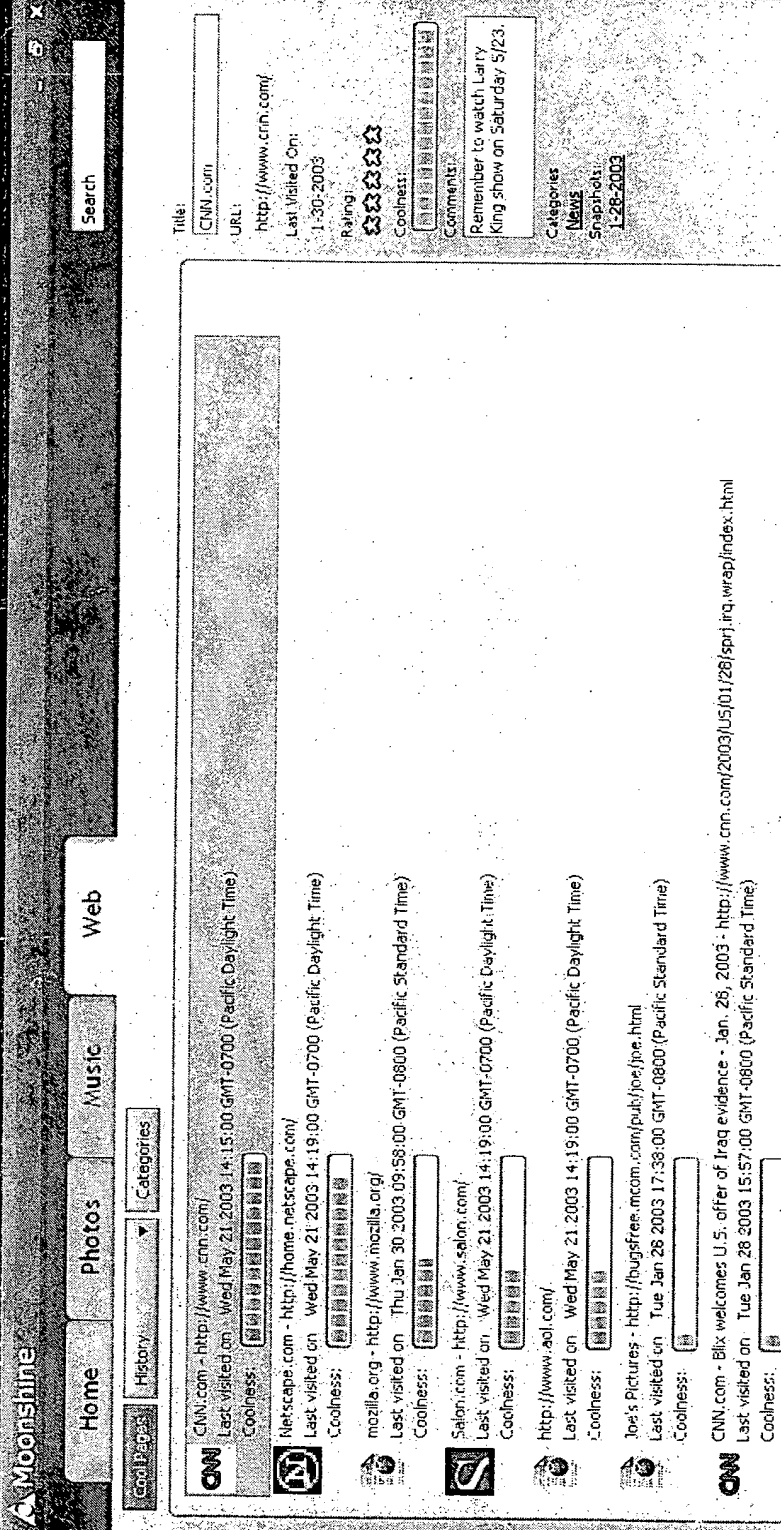 Moonshine
Home Photos Music Web
Search
Cool Pages History Categories
CNN CNN.com - http://www.cnn.com/
Last visited on Wed May 21 2003 14:15:00 GMT-0700 (Pacific Daylight Time)
Coolness:
N Netscape.com - http://home.netscape.com/
Last visited on Wed May 21 2003 14:19:00 GMT-0700 (Pacific Daylight Time)
Coolness:
mozilla.org - http://www.mozilla.org/
Last visited on Thu Jan 30 2003 09:58:00 GMT-0800 (Pacific Standard Time)
Coolness:
S Salon.com - http://www.salon.com/
Last visited on Wed May 21 2003 14:19:00 GMT-0700 (Pacific Daylight Time)
Coolness:
http://www.aol.com/
Last visited on Wed May 21 2003 14:19:00 GMT-0700 (Pacific Daylight Time)
Coolness:
Joe's Pictures - http://bugsfree.mcom.com/pub/joe/joe.html
Last visited on Tue Jan 28 2003 17:38:00 GMT-0800 (Pacific Standard Time)
Coolness:
CNN CNN.com - Blix welcomes U.S. offer of Iraq evidence - Jan. 28, 2003 - http://www.cnn.com/2003/US/01/28/sprj.irq.wrap/index.html
Last visited on Tue Jan 28 2003 15:57:00 GMT-0800 (Pacific Standard Time)
Coolness:
Title:
CNN.com
URL:
http://www.cnn.com/
Last Visited On:
1-30-2003
Rating:
Coolness:
Comments:
Remember to watch Larry
King show on Saturday 5/23.
Categories
News
Snapshots:
1-28-2003